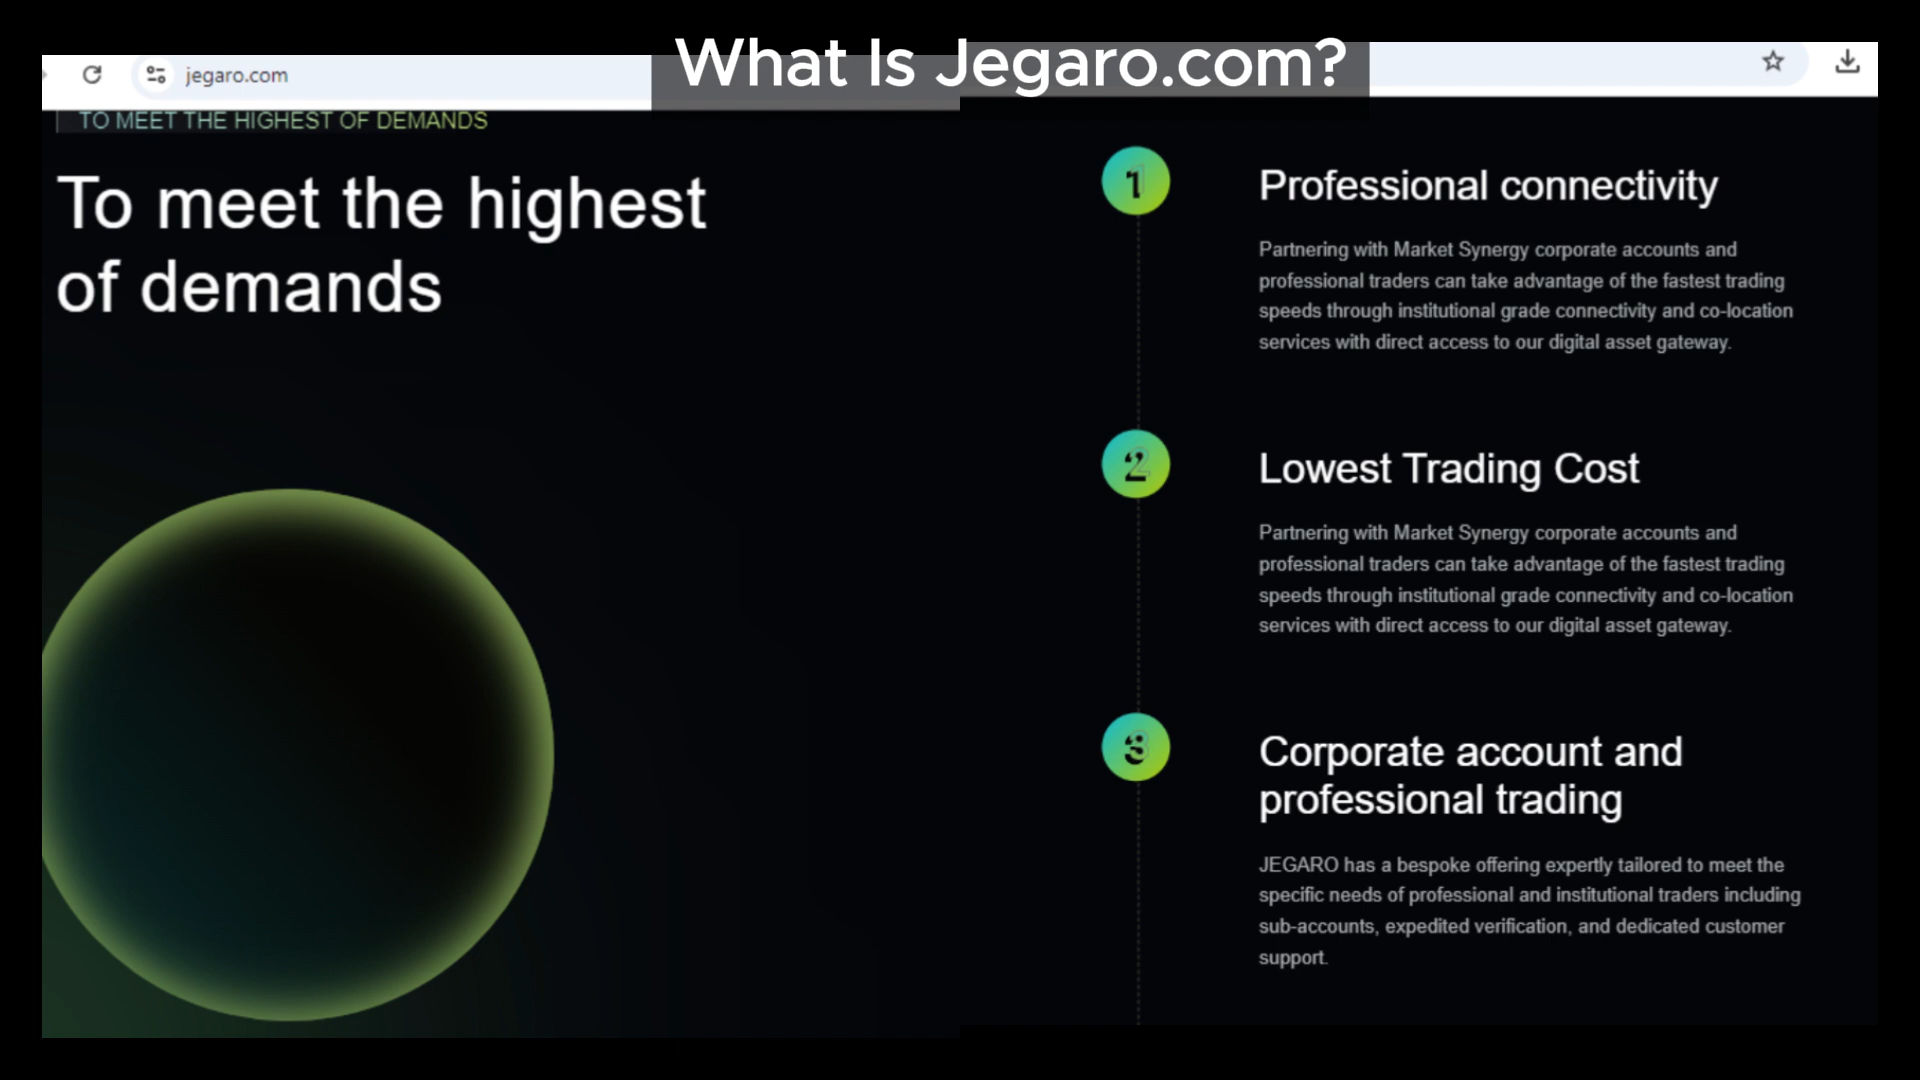 What Is Jegaro.com?
jegaro.com
TO MEET THE HIGHEST OF DEMANDS
To meet the highest
of demands
1
Professional connectivity
Partnering with Market Synergy corporate accounts and
professional traders can take advantage of the fastest trading
speeds through institutional grade connectivity and co-location
services with direct access to our digital asset gateway.
2
Lowest Trading Cost
Partnering with Market Synergy corporate accounts and
professional traders can take advantage of the fastest trading
speeds through institutional grade connectivity and co-location
services with direct access to our digital asset gateway.
3
Corporate account and
professional trading
JEGARO has a bespoke offering expertly tailored to meet the
specific needs of professional and institutional traders including
sub-accounts, expedited verification, and dedicated customer
support.